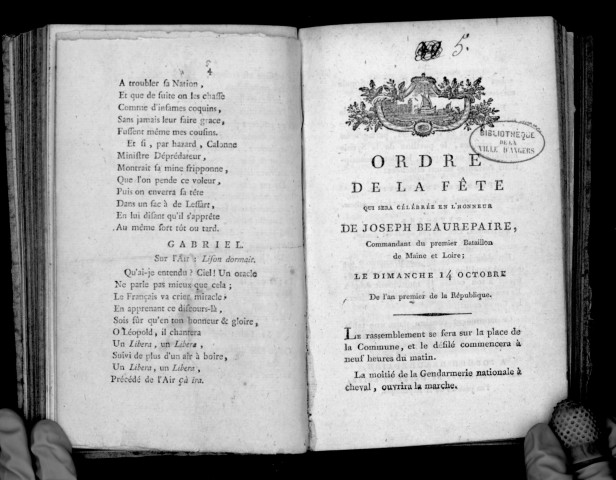 4
A troubler sa Nation,
Et que de suite on les chasse
Comme d'infames coquins,
Sans jamais leur faire grace,
Fussent même mes cousins.
Et si, par hazard, Calonne
Ministre Déprédateur,
Montrait sa mine fripponne,
Que l'on pende ce voleur,
Puis on enverra sa tête
Dans un sac à de Lessart,
En lui disant qu'il s'apprête
Au même sort tôt ou tard.
GABRIEL.
Sur l'Air : Lison dormait.
Qu'ai-je entendu ? Ciel ! Un oracle
Ne parle pas mieux que cela ;
Le Français va crier miracle
En apprenant ce discours-là,
Sois sûr qu'en ton honneur & gloire,
O Léopold, il chantera
Un Libera, un Libera,
Suivi de plus d'un air à boire,
Un Libera, un Libera,
Précédé de l'Air çà ira.
5.
BIBLIOTHÈQUE
DE LA
VILLE D'ANGERS
ORDRE
DE LA FÊTE
QUI SERA CÉLÉBRÉE EN L'HONNEUR
DE JOSEPH BEAUREPAIRE,
Commandant du premier Bataillon
de Maine et Loire;
LE DIMANCHE 14 OCTOBRE
De l'an premier de la République.
LE rassemblement se fera sur la place de
la Commune, et le défilé commencera à
neuf heures du matin.
La moitié de la Gendarmerie nationale à
cheval, ouvrira la marche.